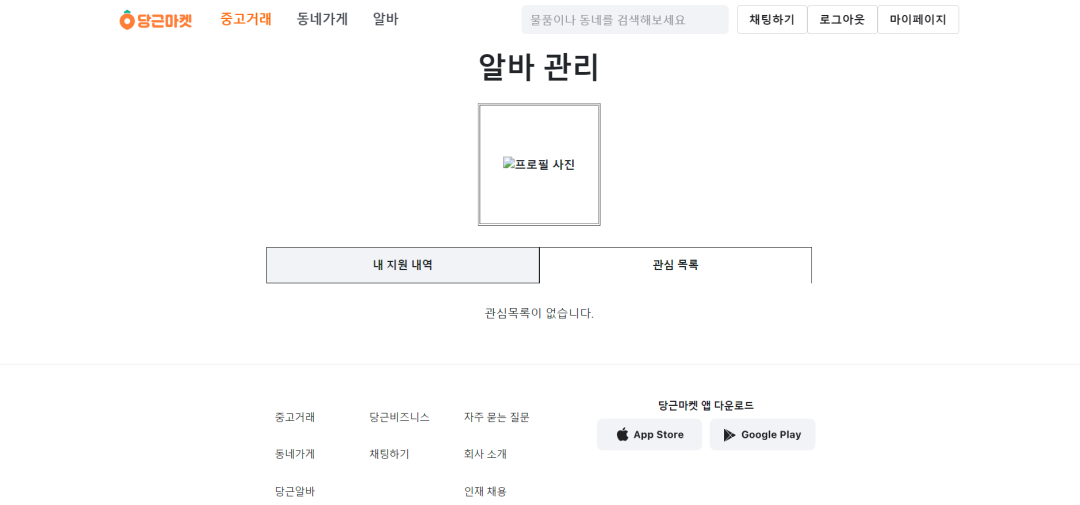 당근마켓 중고거래 동네가게 알바 물품이나 동네를 검색해보세요 채팅하기 로그아웃 마이페이지
알바 관리
프로필 사진
내 지원 내역 관심 목록
관심목록이 없습니다.
당근마켓 앱 다운로드
중고거래 당근비즈니스 자주 묻는 질문
App Store Google Play
동네가게 채팅하기 회사 소개
당근알바 인재 채용